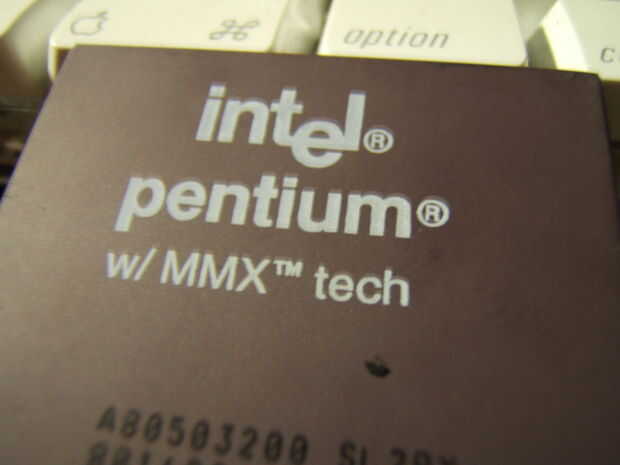 ⌘ option
intel®
pentium®
w/ MMX™ tech
A80503200